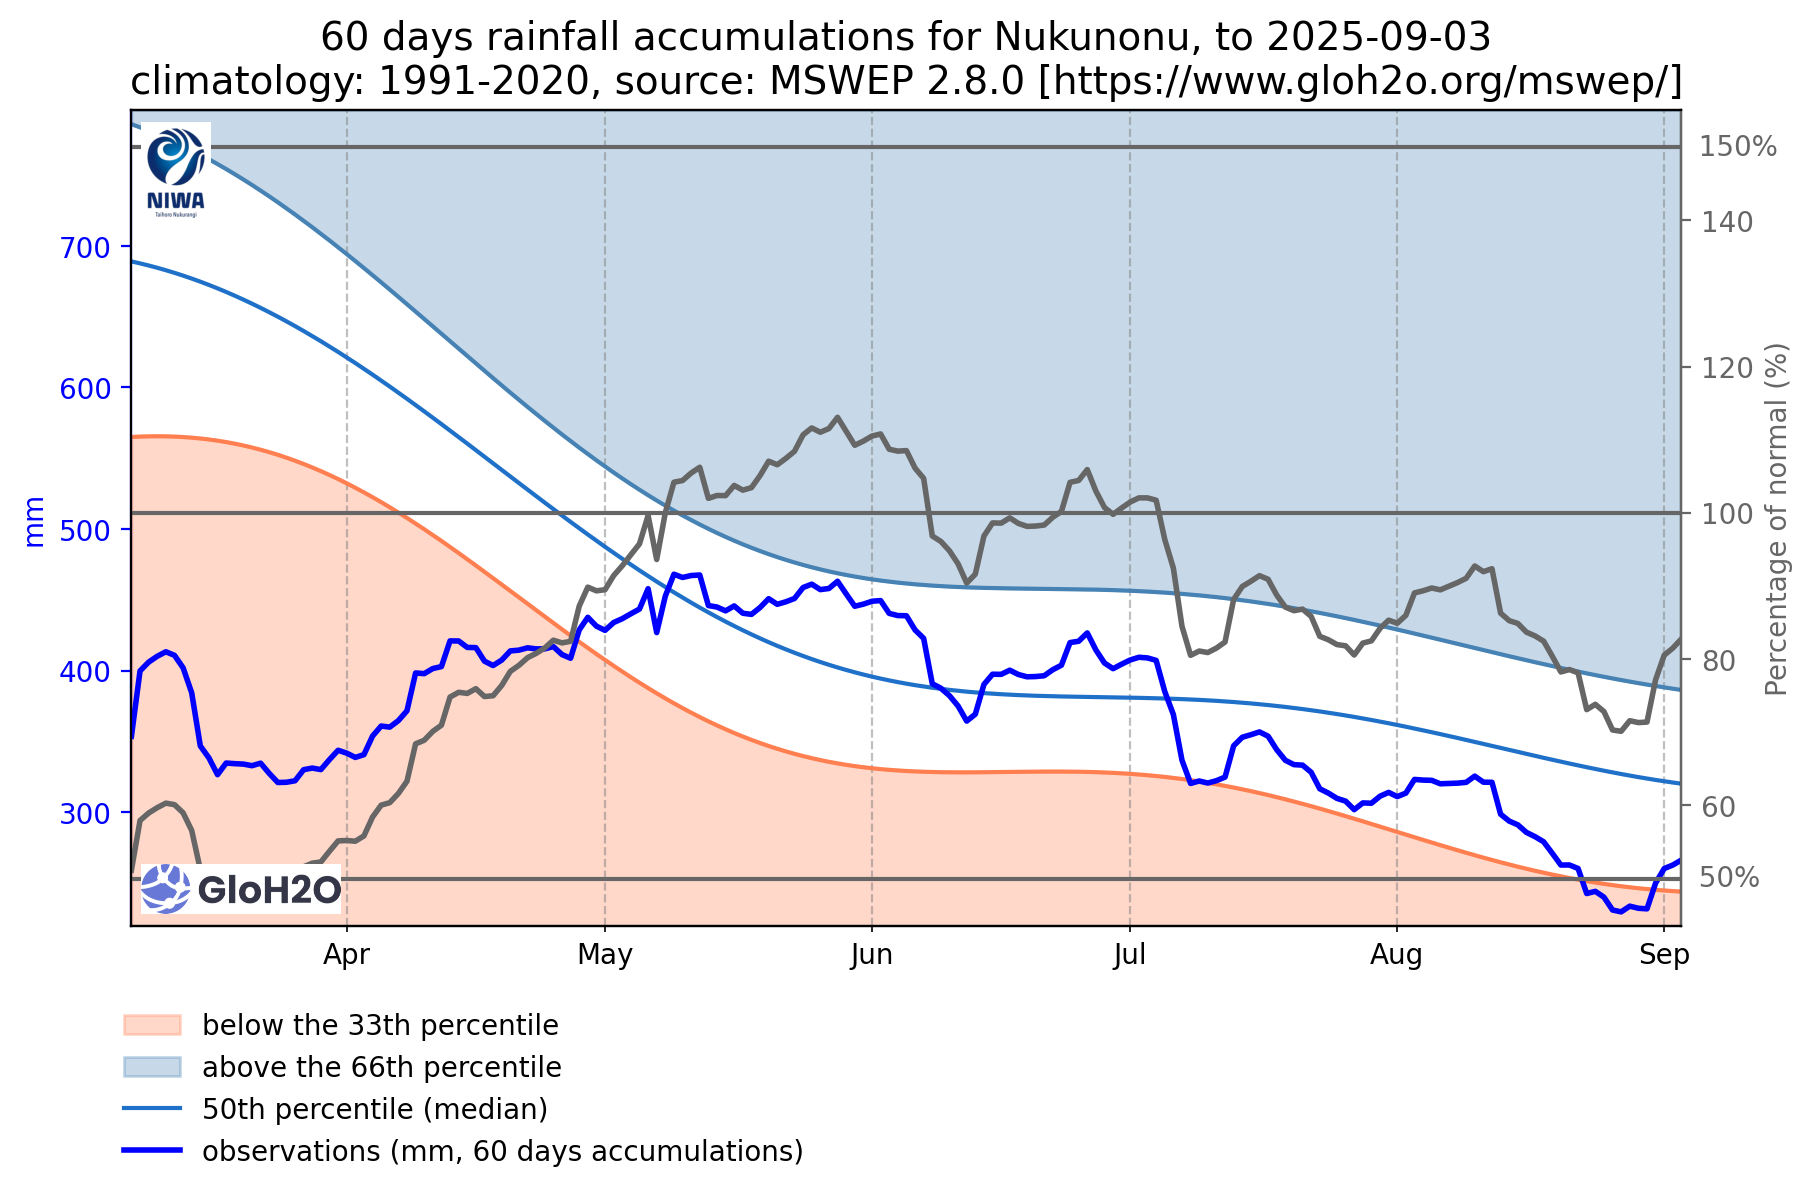 60 days rainfall accumulations for Nukunonu, to 2025-09-03
climatology: 1991-2020, source: MSWEP 2.8.0 [https://www.gloh2o.org/mswep/]
NIWA
Taihoro Nukurangi
700
600
500
400
300
mm
150%
140
120
100
80
60
50%
Percentage of normal (%)
GloH2O
Apr
May
Jun
Jul
Aug
Sep
below the 33th percentile
above the 66th percentile
50th percentile (median)
observations (mm, 60 days accumulations)